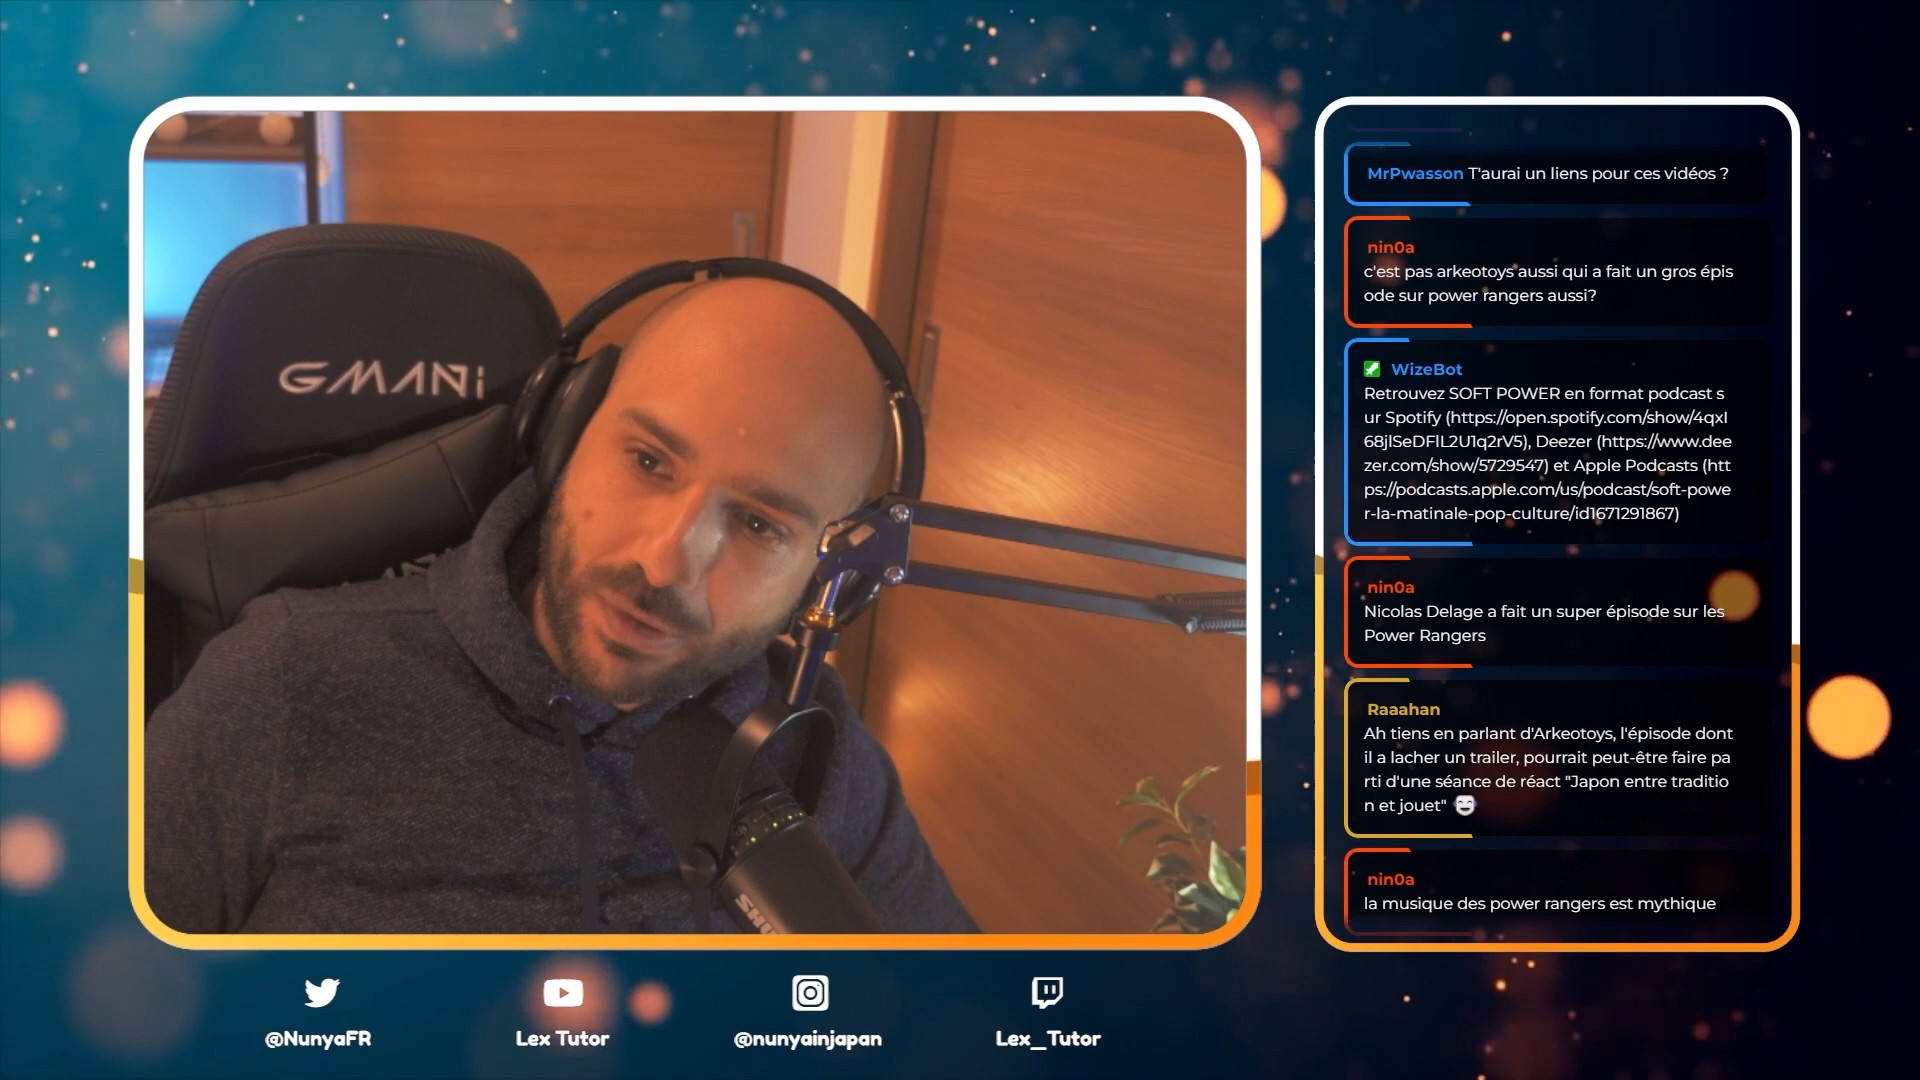 GMANi
SHU
MrPwasson T'aurai un liens pour ces vidéos ?
nin0a
c'est pas arkeotoys aussi qui a fait un gros épis
ode sur power rangers aussi?
WizeBot
Retrouvez SOFT POWER en format podcast s
ur Spotify (https://open.spotify.com/show/4qxI
68jlSeDFlL2U1q2rV5), Deezer (https://www.dee
zer.com/show/5729547) et Apple Podcasts (htt
ps://podcasts.apple.com/us/podcast/soft-powe
r-la-matinale-pop-culture/id1671291867)
nin0a
Nicolas Delage a fait un super épisode sur les
Power Rangers
Raaahan
Ah tiens en parlant d'Arkeotoys, l'épisode dont
il a lacher un trailer, pourrait peut-être faire pa
rti d'une séance de réact "Japon entre traditio
n et jouet"
nin0a
la musique des power rangers est mythique
@NunyaFR
Lex Tutor
@nunyainjapan
Lex_Tutor